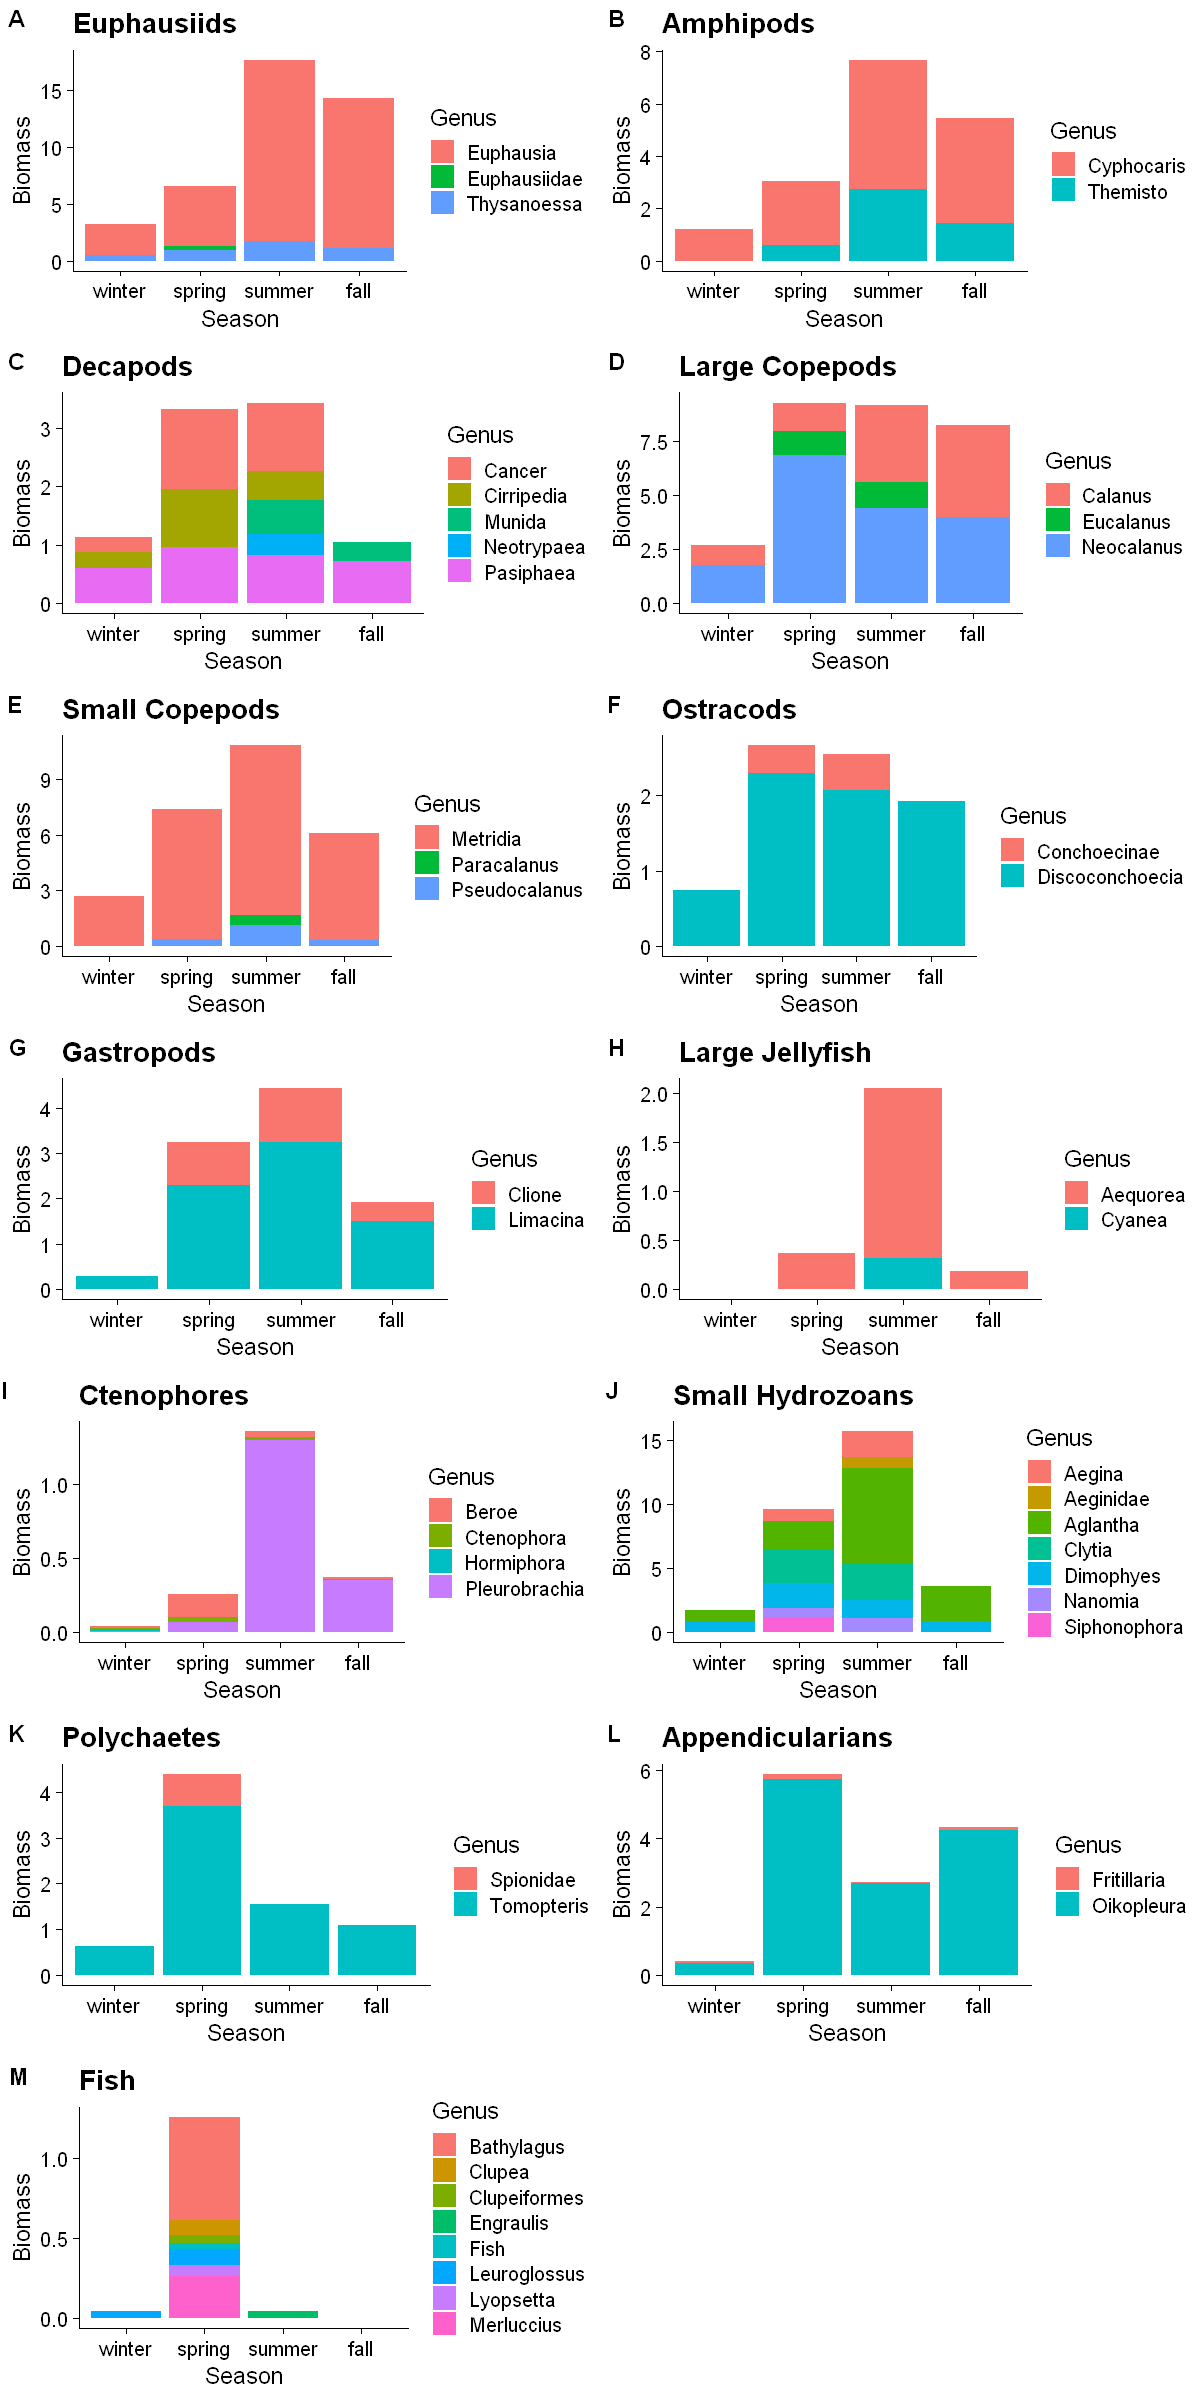 A Euphausiids
Biomass
15
10
5
0
winter spring summer fall
Season
Genus
Euphausia
Euphausiidae
Thysanoessa
B Amphipods
Biomass
8
6
4
2
0
winter spring summer fall
Season
Genus
Cyphocaris
Themisto
C Decapods
Biomass
3
2
1
0
winter spring summer fall
Season
Genus
Cancer
Cirripedia
Munida
Neotrypaea
Pasiphaea
D Large Copepods
Biomass
7.5
5.0
2.5
0.0
winter spring summer fall
Season
Genus
Calanus
Eucalanus
Neocalanus
E Small Copepods
Biomass
9
6
3
0
winter spring summer fall
Season
Genus
Metridia
Paracalanus
Pseudocalanus
F Ostracods
Biomass
2
1
0
winter spring summer fall
Season
Genus
Conchoecinae
Discoconchoecia
G Gastropods
Biomass
4
3
2
1
0
winter spring summer fall
Season
Genus
Clione
Limacina
H Large Jellyfish
Biomass
2.0
1.5
1.0
0.5
0.0
winter spring summer fall
Season
Genus
Aequorea
Cyanea
I Ctenophores
Biomass
1.0
0.5
0.0
winter spring summer fall
Season
Genus
Beroe
Ctenophora
Hormiphora
Pleurobrachia
J Small Hydrozoans
Biomass
15
10
5
0
winter spring summer fall
Season
Genus
Aegina
Aeginidae
Aglantha
Clytia
Dimophyes
Nanomia
Siphonophora
K Polychaetes
Biomass
4
3
2
1
0
winter spring summer fall
Season
Genus
Spionidae
Tomopteris
L Appendicularians
Biomass
6
4
2
0
winter spring summer fall
Season
Genus
Fritillaria
Oikopleura
M Fish
Biomass
1.0
0.5
0.0
winter spring summer fall
Season
Genus
Bathylagus
Clupea
Clupeiformes
Engraulis
Fish
Leuroglossus
Lyopsetta
Merluccius